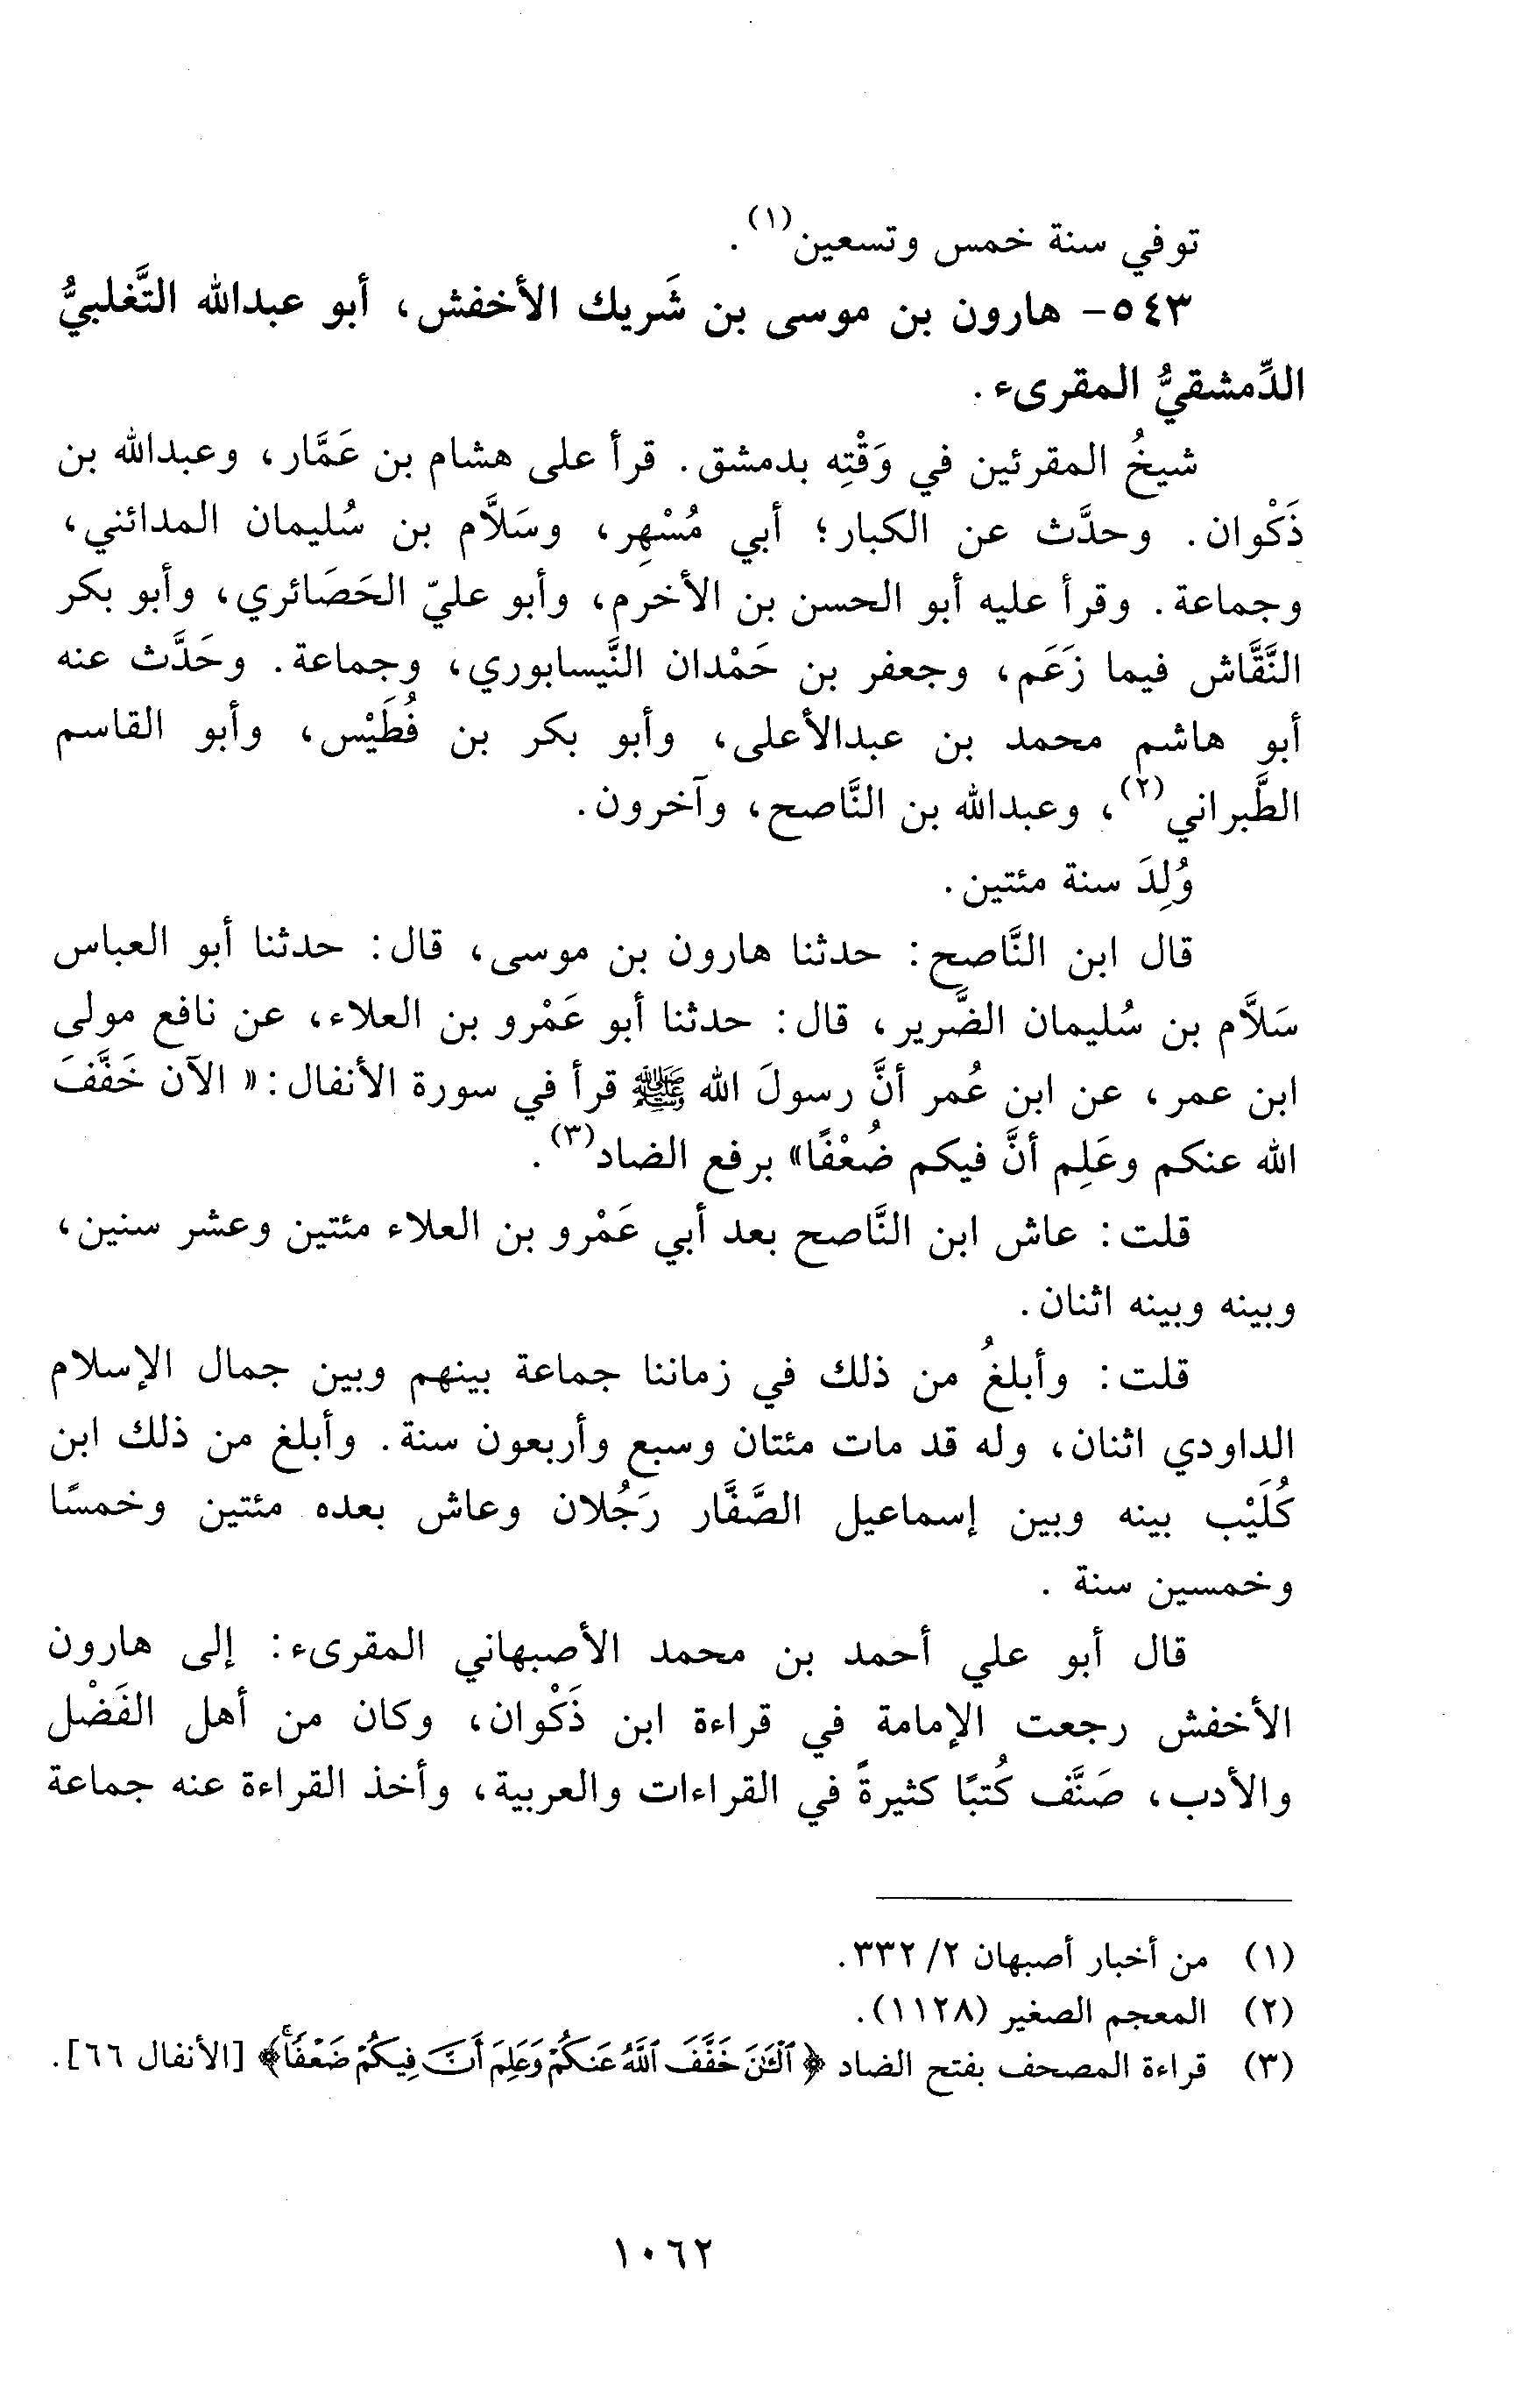 توفي سنة خمس وتسعين(١).
٥٤٣- هارون بن موسى بن شَريك الأخفش، أبو عبدالله التَّغلبيُّ
الدِّمشقيُّ المقرىء.
شيخُ المقرئين في وَقْتِه بدمشق. قرأ على هشام بن عَمَّار، وعبدالله بن
ذَكْوان. وحدَّث عن الكبار؛ أبي مُسْهِر، وسَلاَّم بن سُليمان المدائني،
وجماعة. وقرأ عليه أبو الحسن بن الأخرم، وأبو عليّ الحَصَائري، وأبو بكر
النَّقَّاش فيما زَعَم، وجعفر بن حَمْدان النَّيسابوري، وجماعة. وحَدَّث عنه
أبو هاشم محمد بن عبدالأعلى، وأبو بكر بن فُطَيْس، وأبو القاسم
الطَّبراني(٢)، وعبدالله بن النَّاصح، وآخرون.
وُلِدَ سنة مئتين.
قال ابن النَّاصح: حدثنا هارون بن موسى، قال: حدثنا أبو العباس
سَلاَّم بن سُليمان الضَّرير، قال: حدثنا أبو عَمْرو بن العلاء، عن نافع مولى
ابن عمر، عن ابن عُمر أنَّ رسولَ الله ﷺ قرأ في سورة الأنفال: «الآن خَفَّفَ
الله عنكم وعَلِم أنَّ فيكم ضُعْفًا» برفع الضاد(٣).
قلت: عاش ابن النَّاصح بعد أبي عَمْرو بن العلاء مئتين وعشر سنين،
وبينه وبينه اثنان.
قلت: وأبلغُ من ذلك في زماننا جماعة بينهم وبين جمال الإسلام
الداودي اثنان، وله قد مات مئتان وسبع وأربعون سنة. وأبلغ من ذلك ابن
كُلَيْب بينه وبين إسماعيل الصَّفَّار رَجُلان وعاش بعده مئتين وخمسًا
وخمسين سنة .
قال أبو علي أحمد بن محمد الأصبهاني المقرىء: إلى هارون
الأخفش رجعت الإمامة في قراءة ابن ذَكْوان، وكان من أهل الفَضْل
والأدب، صَنَّف كُتبًا كثيرةً في القراءات والعربية، وأخذ القراءة عنه جماعة
(١) من أخبار أصبهان ٢/ ٣٣٢.
(٢) المعجم الصغير (١١٢٨).
(٣) قراءة المصحف بفتح الضاد ﴿ٱلْـَٰٔنَ خَفَّفَ ٱللَّهُ عَنكُمْ وَعَلِمَ أَنَّ فِيكُمْ ضَعْفًاۚ﴾ [الأنفال ٦٦].
١٠٦٢